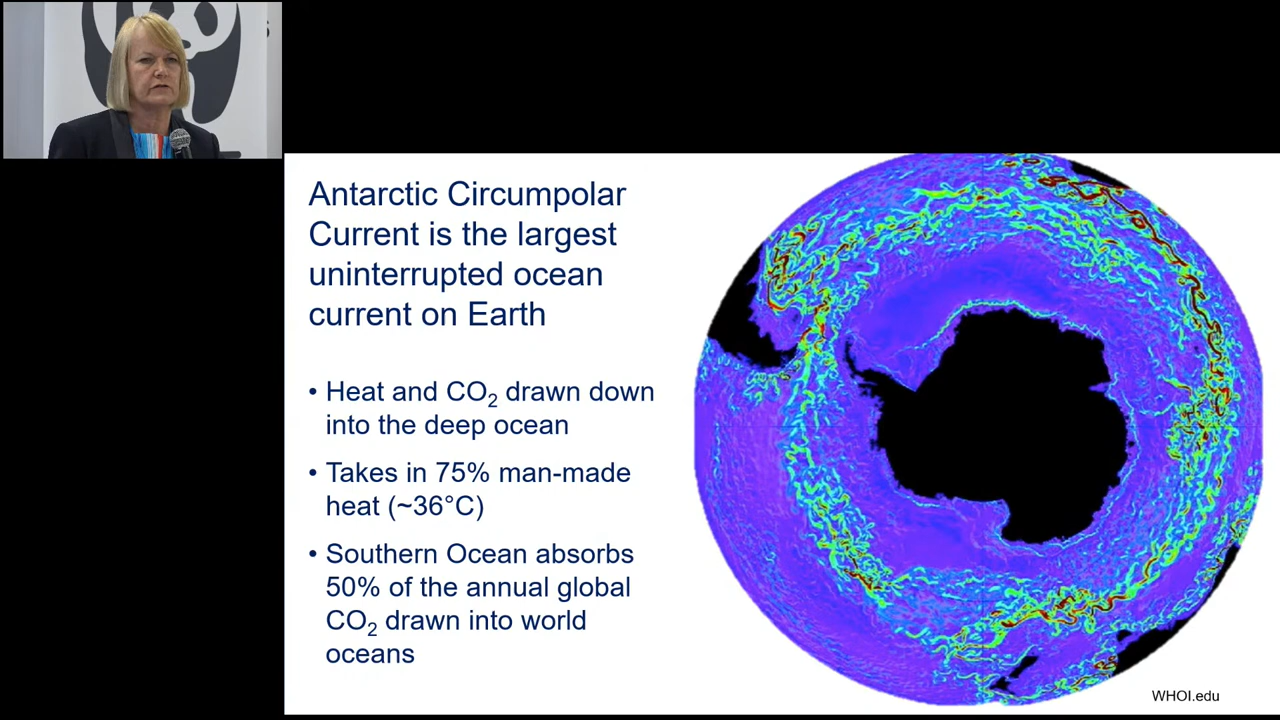 Antarctic Circumpolar
Current is the largest
uninterrupted ocean
current on Earth
• Heat and CO₂ drawn down
into the deep ocean
• Takes in 75% man-made
heat (~36°C)
• Southern Ocean absorbs
50% of the annual global
CO₂ drawn into world
oceans
WHOI.edu